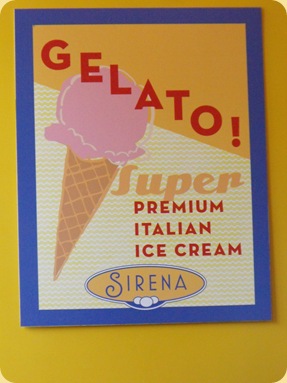 GELATO!
Super
PREMIUM
ITALIAN
ICE CREAM
SIRENA